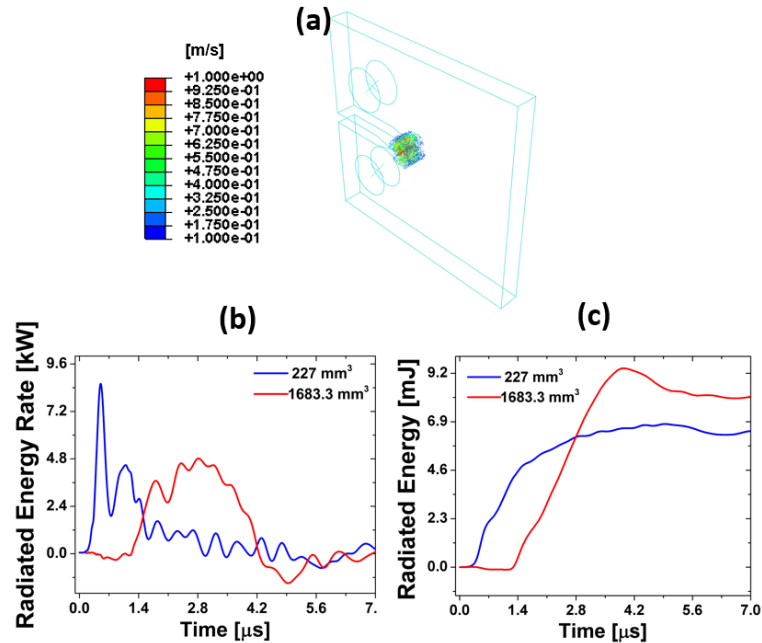 (a)
[m/s]
+1.000e+00
+9.250e-01
+8.500e-01
+7.750e-01
+7.000e-01
+6.250e-01
+5.500e-01
+4.750e-01
+4.000e-01
+3.250e-01
+2.500e-01
+1.750e-01
+1.000e-01
(b)
Radiated Energy Rate [kW]
9.6
7.2
4.8
2.4
0.0
227 mm³
1683.3 mm³
0.0 1.4 2.8 4.2 5.6 7.
Time [μs]
(c)
Radiated Energy [mJ]
9.2
6.9
4.6
2.3
0.0
227 mm³
1683.3 mm³
0.0 1.4 2.8 4.2 5.6 7.0
Time [μs]